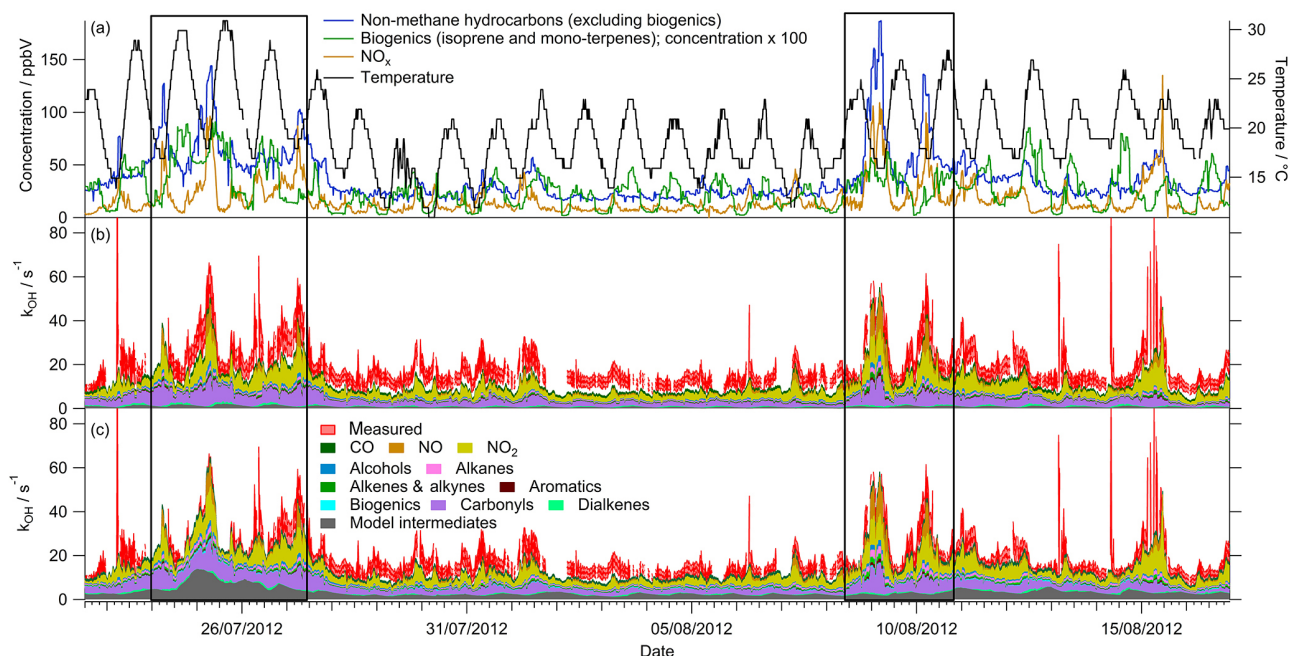 (a)
Non-methane hydrocarbons (excluding biogenics)
Biogenics (isoprene and mono-terpenes); concentration x 100
NOx
Temperature
Concentration / ppbV
150
100
50
0
30
25
20
15
Temperature / °C
(b)
kOH / s-1
80
60
40
20
0
(c)
kOH / s-1
80
60
40
20
0
Measured
CO NO NO2
Alcohols Alkanes
Alkenes & alkynes Aromatics
Biogenics Carbonyls Dialkenes
Model intermediates
26/07/2012 31/07/2012 05/08/2012 10/08/2012 15/08/2012
Date